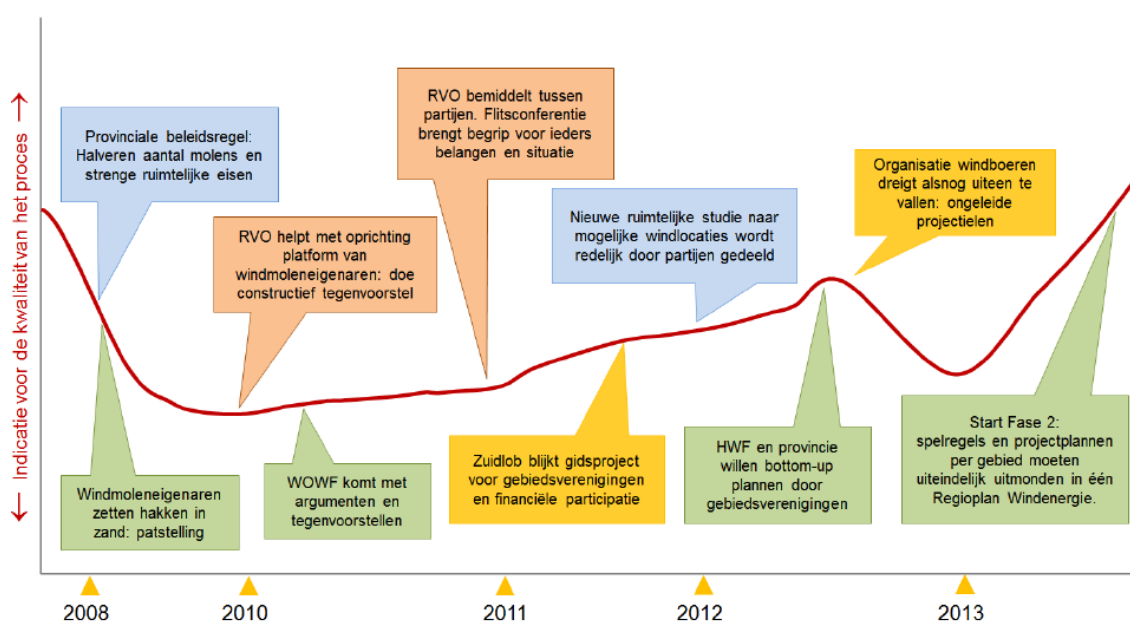 Indicatie voor de kwaliteit van het proces
Provinciale beleidsregel:
Halveren aantal molens en
strenge ruimtelijke eisen
RVO helpt met oprichting
platform van
windmoleneigenaren: doe
constructief tegenvoorstel
RVO bemiddelt tussen
partijen. Flitsconferentie
brengt begrip voor ieders
belangen en situatie
Nieuwe ruimtelijke studie naar
mogelijke windlocaties wordt
redelijk door partijen gedeeld
Organisatie windboeren
dreigt alsnog uiteen te
vallen: ongeleide
projectielen
Windmoleneigenaren
zetten hakken in
zand: patstelling
WOWF komt met
argumenten en
tegenvoorstellen
Zuidlob blijkt gidsproject
voor gebiedsverenigingen
en financiële participatie
HWF en provincie
willen bottom-up
plannen door
gebiedsverenigingen
Start Fase 2:
spelregels en projectplannen
per gebied moeten
uiteindelijk uitmonden in één
Regioplan Windenergie.
2008
2010
2011
2012
2013